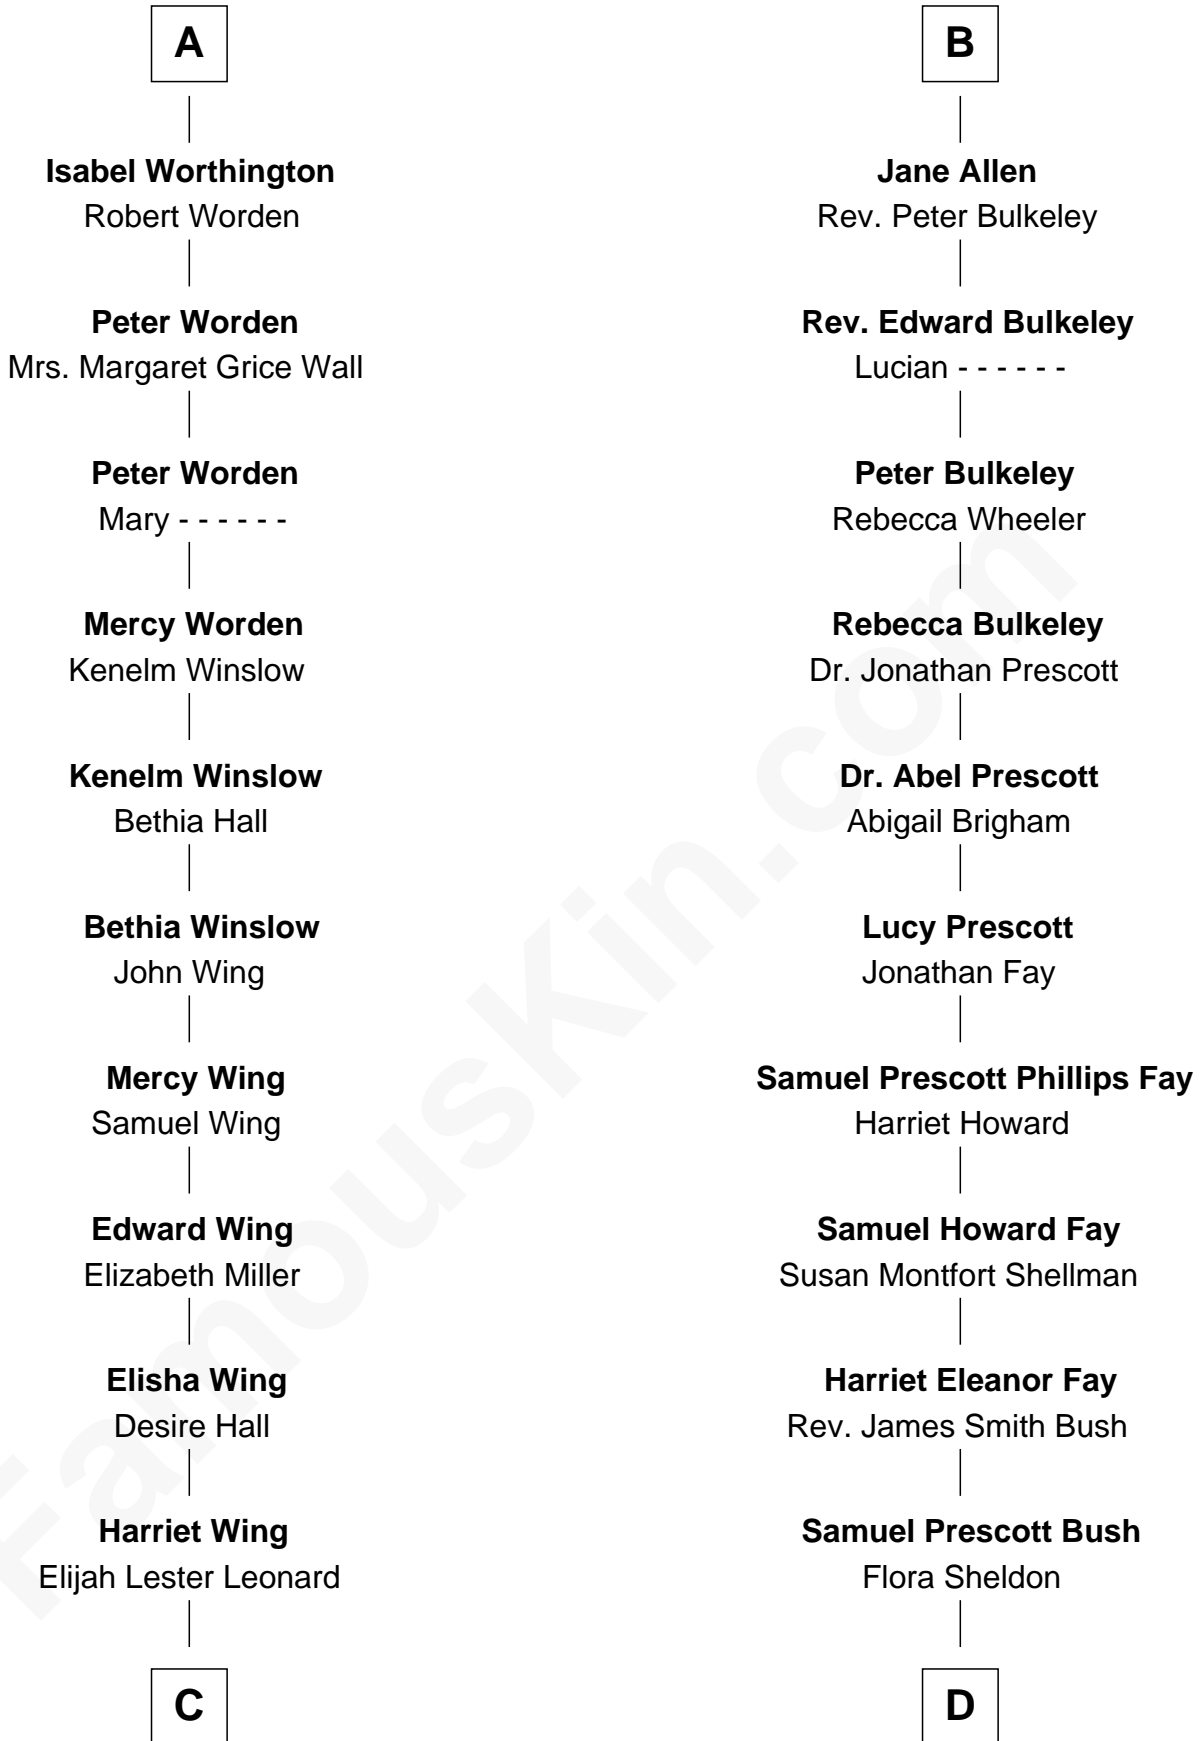 A
Isabel Worthington
Robert Worden
Peter Worden
Mrs. Margaret Grice Wall
Peter Worden
Mary - - - - - -
Mercy Worden
Kenelm Winslow
Kenelm Winslow
Bethia Hall
Bethia Winslow
John Wing
Mercy Wing
Samuel Wing
Edward Wing
Elizabeth Miller
Elisha Wing
Desire Hall
Harriet Wing
Elijah Lester Leonard
C
B
Jane Allen
Rev. Peter Bulkeley
Rev. Edward Bulkeley
Lucian - - - - - -
Peter Bulkeley
Rebecca Wheeler
Rebecca Bulkeley
Dr. Jonathan Prescott
Dr. Abel Prescott
Abigail Brigham
Lucy Prescott
Jonathan Fay
Samuel Prescott Phillips Fay
Harriet Howard
Samuel Howard Fay
Susan Montfort Shellman
Harriet Eleanor Fay
Rev. James Smith Bush
Samuel Prescott Bush
Flora Sheldon
D
FamousKin.com